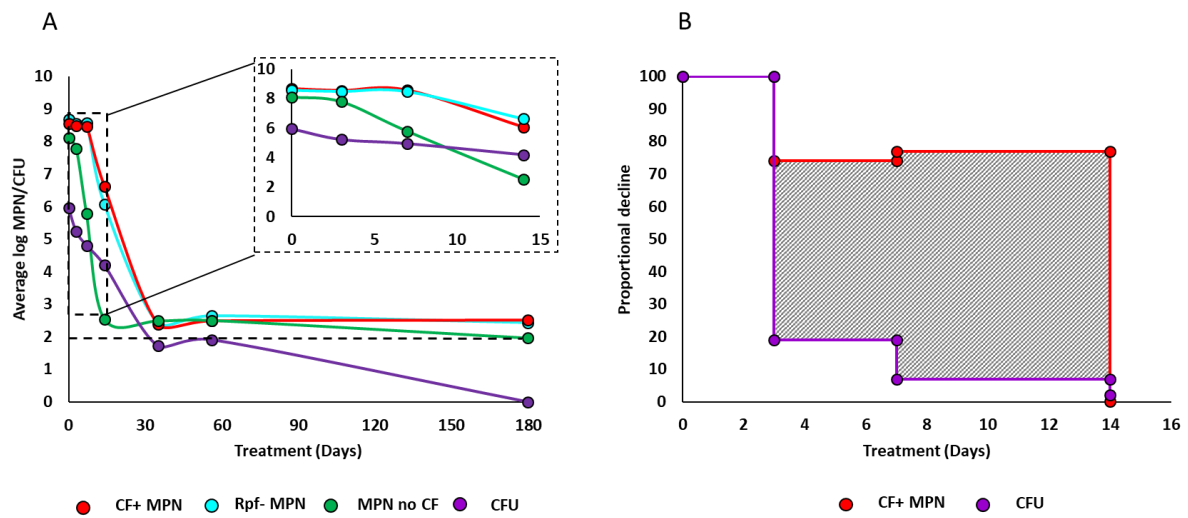 A
B
10
9
8
7
6
5
4
3
2
1
0
Average log MPN/CFU
0 30 60 90 120 150 180
Treatment (Days)
10
8
6
4
2
0
0 5 10 15
CF+ MPN Rpf- MPN MPN no CF CFU
100
90
80
70
60
50
40
30
20
10
0
Proportional decline
0 2 4 6 8 10 12 14 16
Treatment (Days)
CF+ MPN CFU